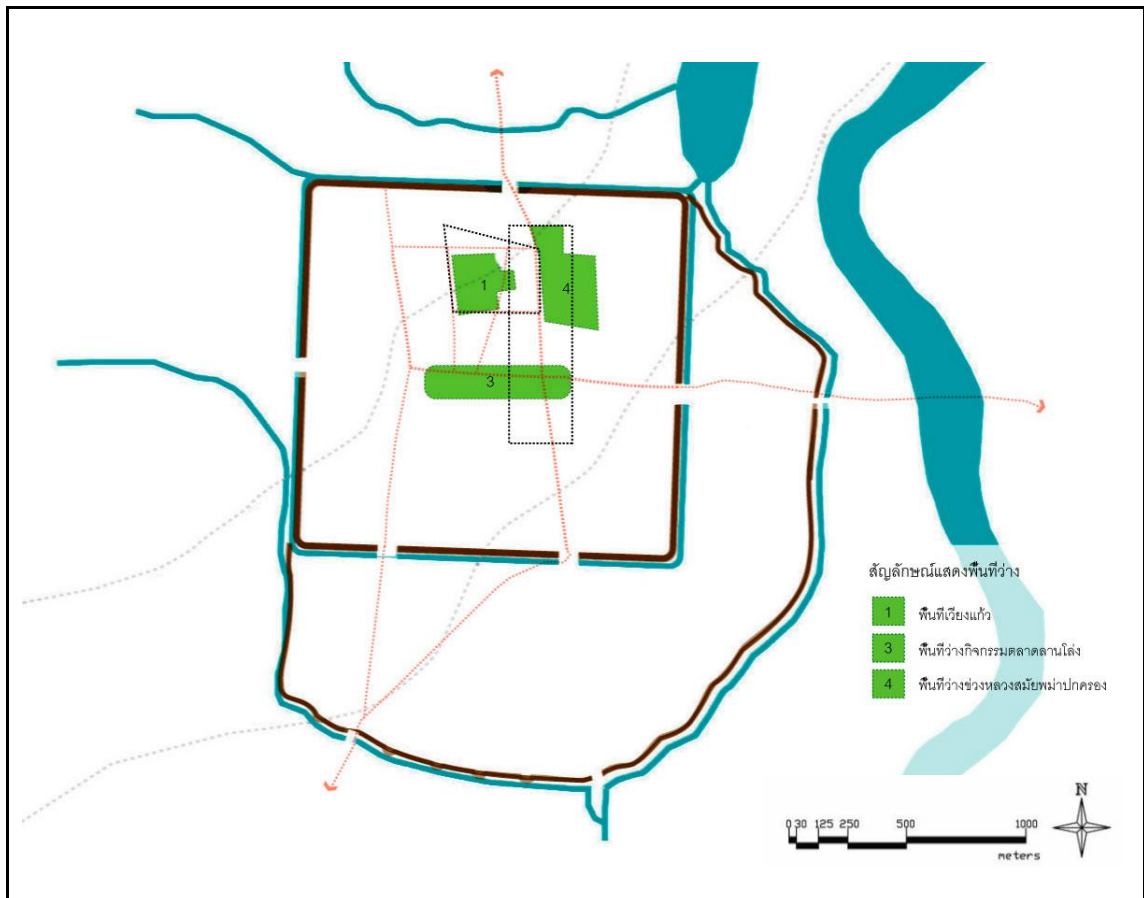 1
4
3
สัญลักษณ์แสดงพื้นที่ว่าง
1 พื้นที่เวียงแก้ว
3 พื้นที่ว่างกิจกรรมตลาดลานโล่ง
4 พื้นที่ว่างข่วงหลวงสมัยพม่าปกครอง
N
0 30 125 250 500 1000
meters